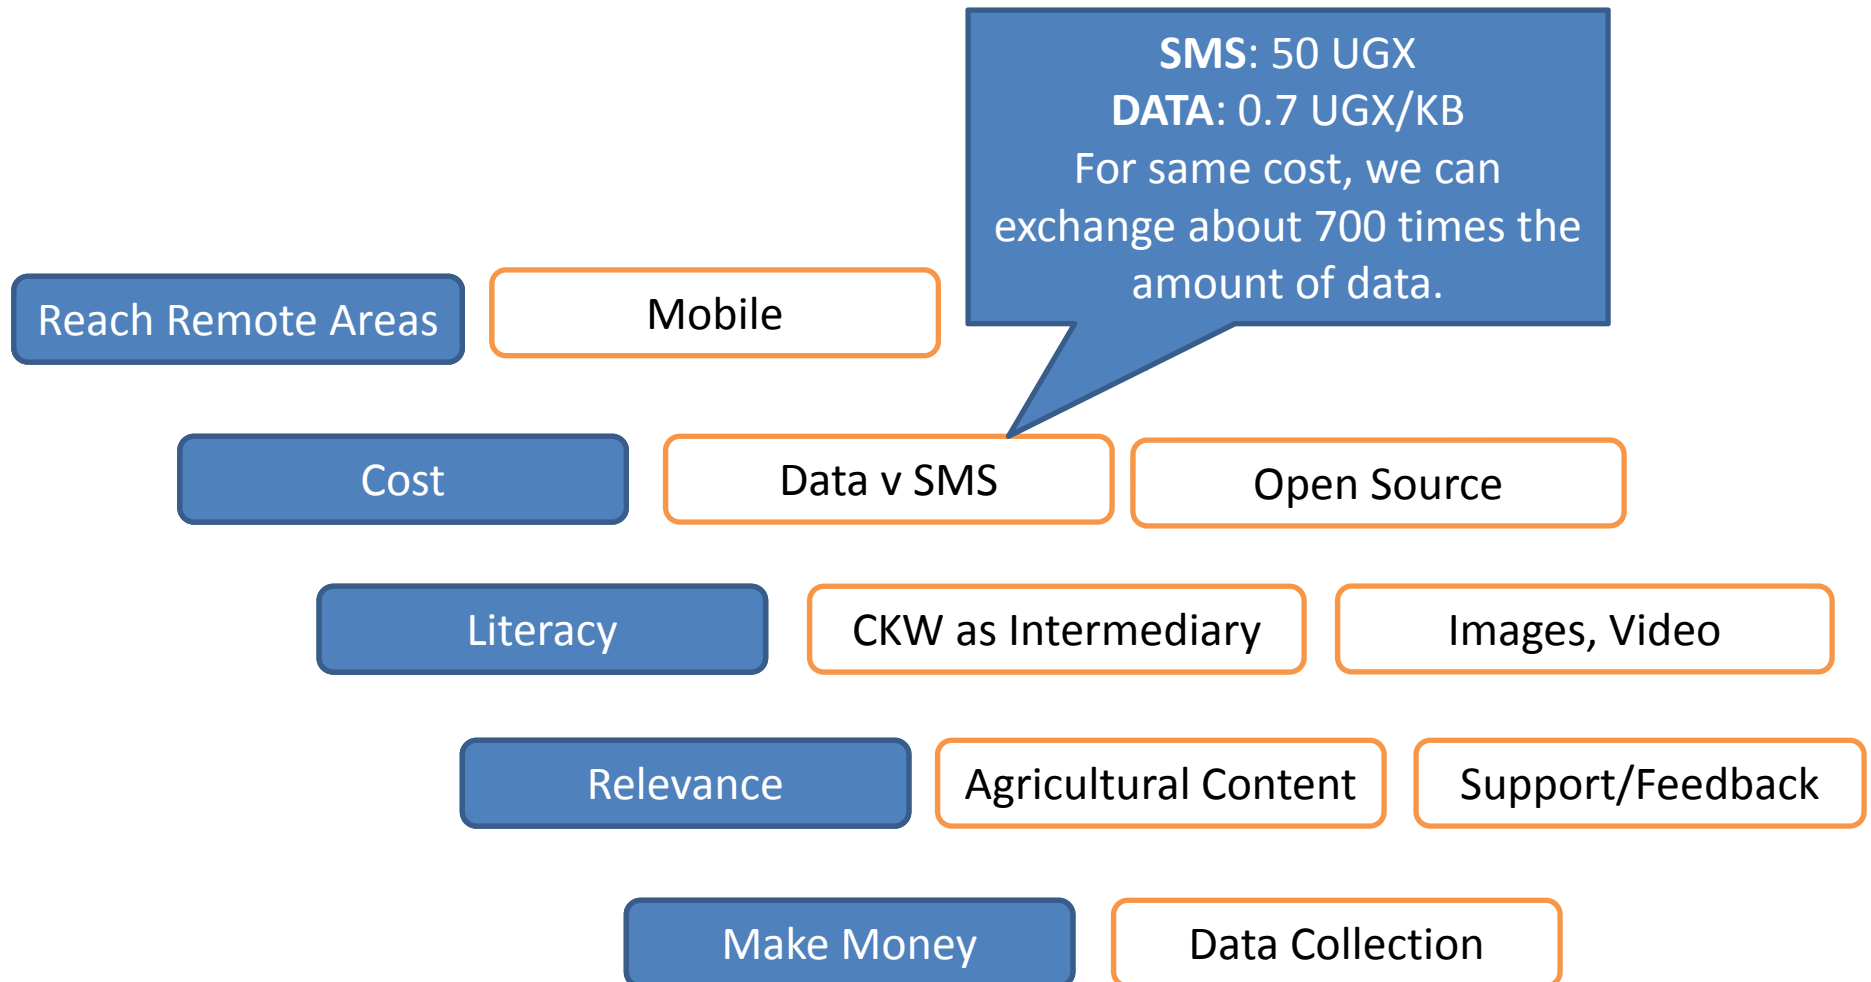 SMS: 50 UGX
DATA: 0.7 UGX/KB
For same cost, we can
exchange about 700 times the
amount of data.
Reach Remote Areas
Mobile
Cost
Data v SMS
Open Source
Literacy
CKW as Intermediary
Images, Video
Relevance
Agricultural Content
Support/Feedback
Make Money
Data Collection